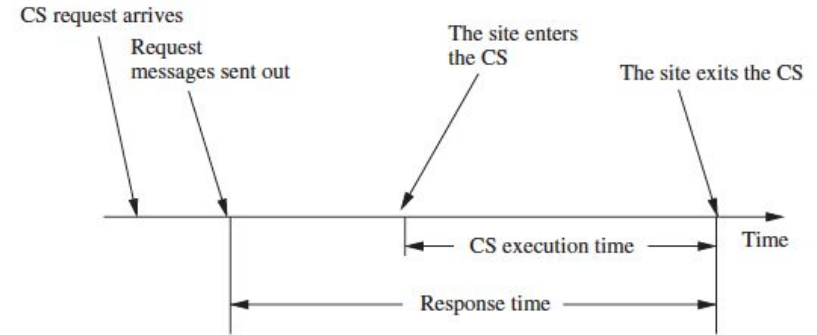 CS request arrives
Request
messages sent out
The site enters
the CS
The site exits the CS
CS execution time
Time
Response time